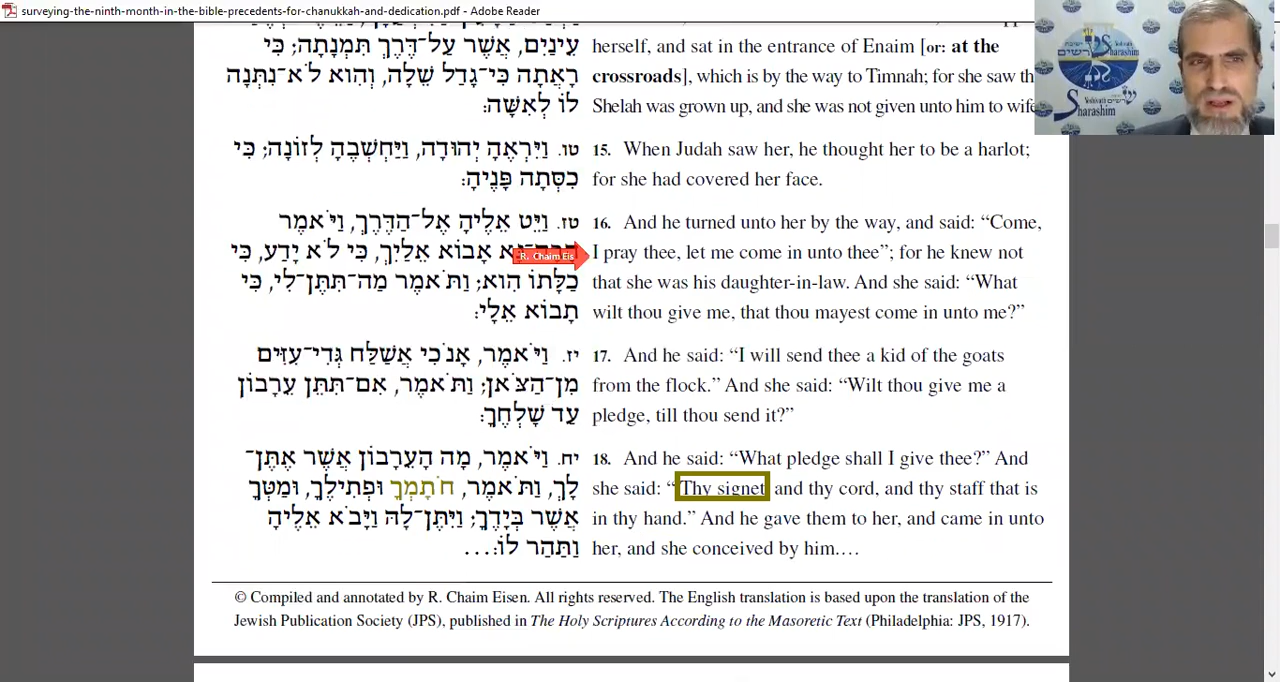 surveying-the-ninth-month-in-the-bible-precedents-for-chanukkah-and-dedication.pdf - Adobe Reader
עֵינַיִם, אֲשֶׁר עַל־דֶּרֶךְ תִּמְנָתָה; כִּי
רָאֲתָה כִּי־גָדַל שֵׁלָה, וְהִוא לֹא־נִתְּנָה
לוֹ לְאִשָּׁה:
herself, and sat in the entrance of Enaim [or: at the
crossroads], which is by the way to Timnah; for she saw th
Shelah was grown up, and she was not given unto him to wife
טו. וַיִּרְאֶהָ יְהוּדָה, וַיַּחְשְׁבֶהָ לְזוֹנָה; כִּי
כִסְּתָה פָּנֶיהָ:
15. When Judah saw her, he thought her to be a harlot;
for she had covered her face.
טז. וַיֵּט אֵלֶיהָ אֶל־הַדֶּרֶךְ, וַיֹּאמֶר
אָבוֹא אֵלַיִךְ, כִּי לֹא יָדַע, כִּי
כַלָּתוֹ הִוא; וַתֹּאמֶר מַה־תִּתֶּן־לִּי, כִּי
תָבוֹא אֵלָי:
16. And he turned unto her by the way, and said: “Come,
I pray thee, let me come in unto thee”; for he knew not
that she was his daughter-in-law. And she said: “What
wilt thou give me, that thou mayest come in unto me?”
R. Chaim Eis
יז. וַיֹּאמֶר, אָנֹכִי אֲשַׁלַּח גְּדִי־עִזִּים
מִן־הַצֹּאן; וַתֹּאמֶר, אִם־תִּתֵּן עֵרָבוֹן
עַד שָׁלְחֶךָ:
17. And he said: “I will send thee a kid of the goats
from the flock.” And she said: “Wilt thou give me a
pledge, till thou send it?”
יח. וַיֹּאמֶר, מָה הָעֵרָבוֹן אֲשֶׁר אֶתֶּן־
לָךְ, וַתֹּאמֶר, חֹתָמְךָ וּפְתִילֶךָ, וּמַטְּךָ
אֲשֶׁר בְּיָדֶךָ; וַיִּתֶּן־לָהּ וַיָּבֹא אֵלֶיהָ
וַתַּהַר לוֹ:…
18. And he said: “What pledge shall I give thee?” And
she said: “Thy signet and thy cord, and thy staff that is
in thy hand.” And he gave them to her, and came in unto
her, and she conceived by him.…
© Compiled and annotated by R. Chaim Eisen. All rights reserved. The English translation is based upon the translation of the
Jewish Publication Society (JPS), published in The Holy Scriptures According to the Masoretic Text (Philadelphia: JPS, 1917).
Yeshivath Sharashim